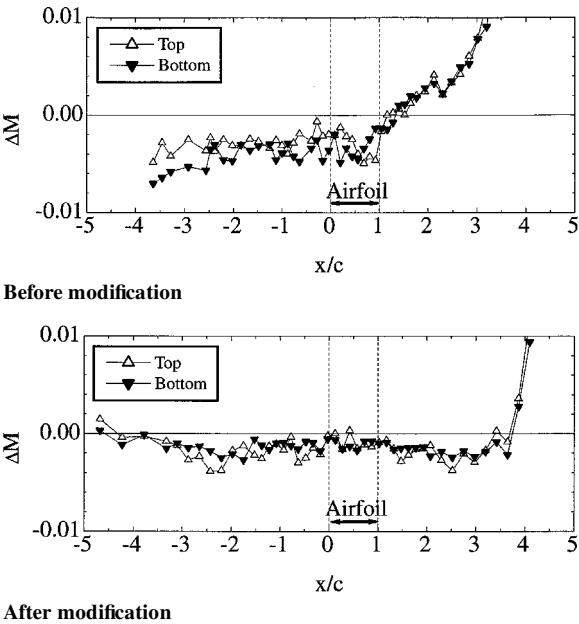 0.01
Top
Bottom
0.00
ΔM
Airfoil
-0.01
-5 -4 -3 -2 -1 0 1 2 3 4 5
x/c
Before modification
0.01
Top
Bottom
0.00
ΔM
Airfoil
-0.01
-5 -4 -3 -2 -1 0 1 2 3 4 5
x/c
After modification